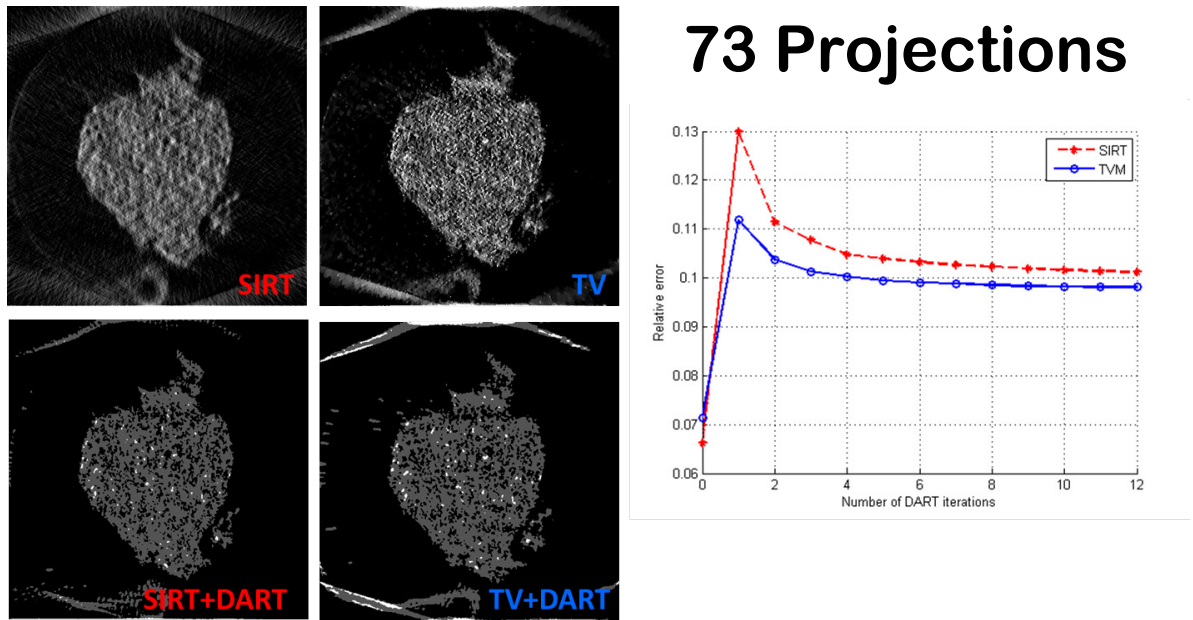 73 Projections
SIRT
TV
SIRT+DART
TV+DART
0.13
0.12
0.11
0.1
0.09
0.08
0.07
0.06
Relative error
SIRT
TVM
0 2 4 6 8 10 12
Number of DART iterations